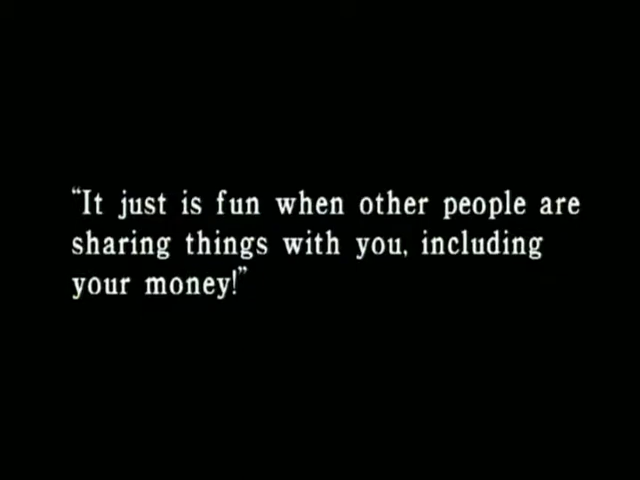 “It just is fun when other people are
sharing things with you, including
your money!”